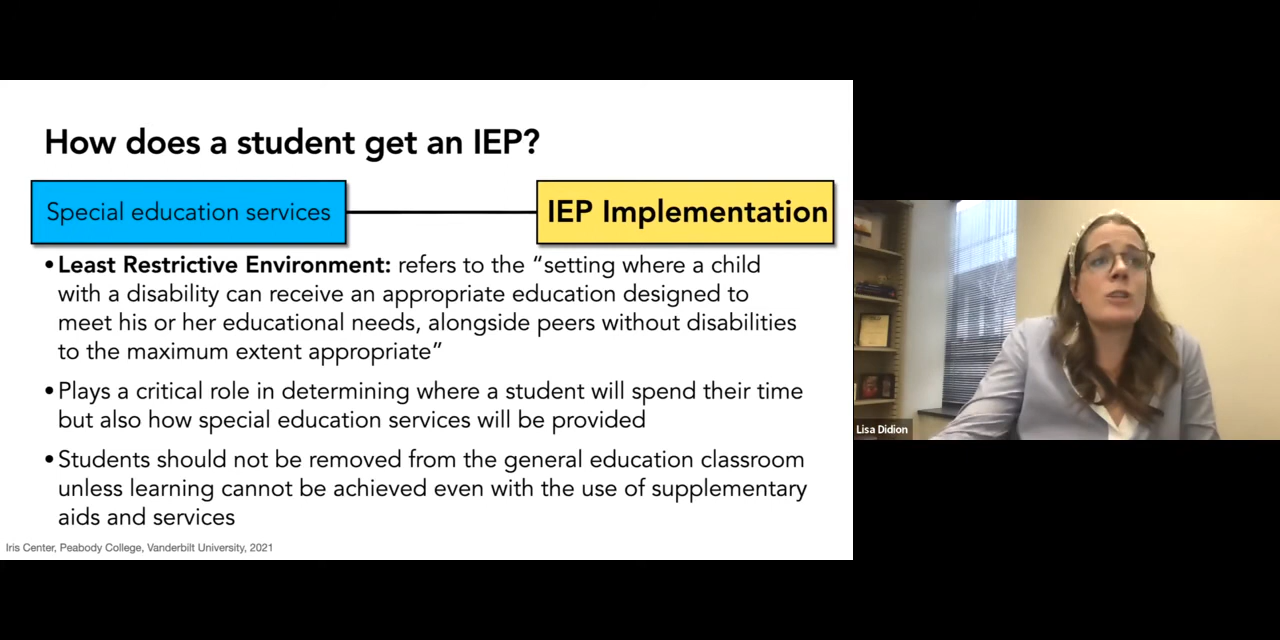 How does a student get an IEP?
Special education services
IEP Implementation
•Least Restrictive Environment: refers to the “setting where a child
with a disability can receive an appropriate education designed to
meet his or her educational needs, alongside peers without disabilities
to the maximum extent appropriate”
•Plays a critical role in determining where a student will spend their time
but also how special education services will be provided
•Students should not be removed from the general education classroom
unless learning cannot be achieved even with the use of supplementary
aids and services
Iris Center, Peabody College, Vanderbilt University, 2021
Lisa Didion